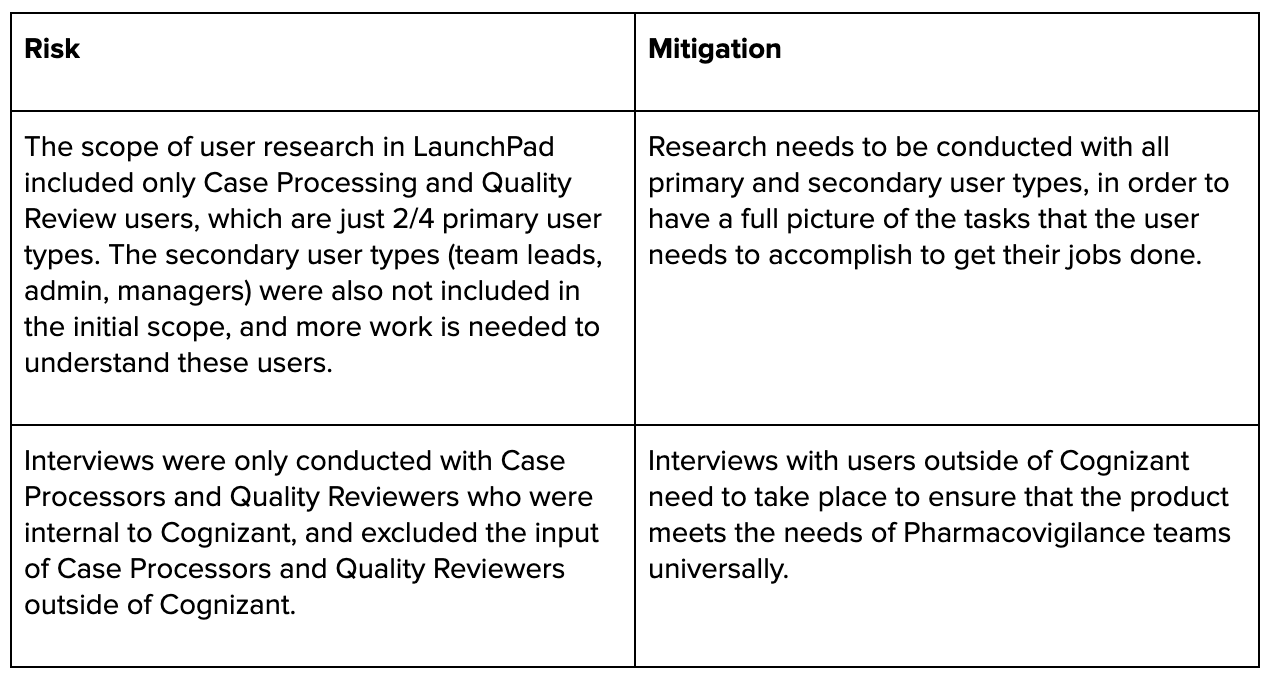 Risk
Mitigation
The scope of user research in LaunchPad
included only Case Processing and Quality
Review users, which are just 2/4 primary user
types. The secondary user types (team leads,
admin, managers) were also not included in
the initial scope, and more work is needed to
understand these users.
Research needs to be conducted with all
primary and secondary user types, in order to
have a full picture of the tasks that the user
needs to accomplish to get their jobs done.
Interviews were only conducted with Case
Processors and Quality Reviewers who were
internal to Cognizant, and excluded the input
of Case Processors and Quality Reviewers
outside of Cognizant.
Interviews with users outside of Cognizant
need to take place to ensure that the product
meets the needs of Pharmacovigilance teams
universally.